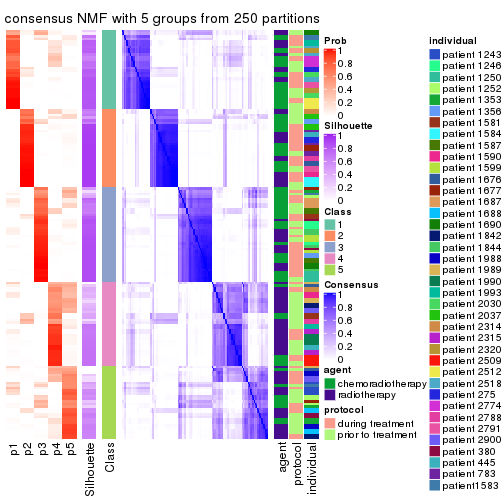 consensus NMF with 5 groups from 250 partitions
p1
p2
p3
p4
p5
Silhouette
Class
agent
protocol
individual
Prob
1
0.8
0.6
0.4
0.2
0
Silhouette
1
0.8
0.6
0.4
0.2
0
Class
1
2
3
4
5
Consensus
1
0.8
0.6
0.4
0.2
0
agent
chemoradiotherapy
radiotherapy
protocol
during treatment
prior to treatment
individual
patient 1243
patient 1246
patient 1250
patient 1252
patient 1353
patient 1356
patient 1581
patient 1584
patient 1587
patient 1590
patient 1599
patient 1676
patient 1677
patient 1687
patient 1688
patient 1690
patient 1842
patient 1844
patient 1988
patient 1989
patient 1990
patient 1993
patient 2030
patient 2037
patient 2314
patient 2315
patient 2320
patient 2509
patient 2512
patient 2518
patient 275
patient 2774
patient 2788
patient 2791
patient 2900
patient 380
patient 445
patient 783
patient1583